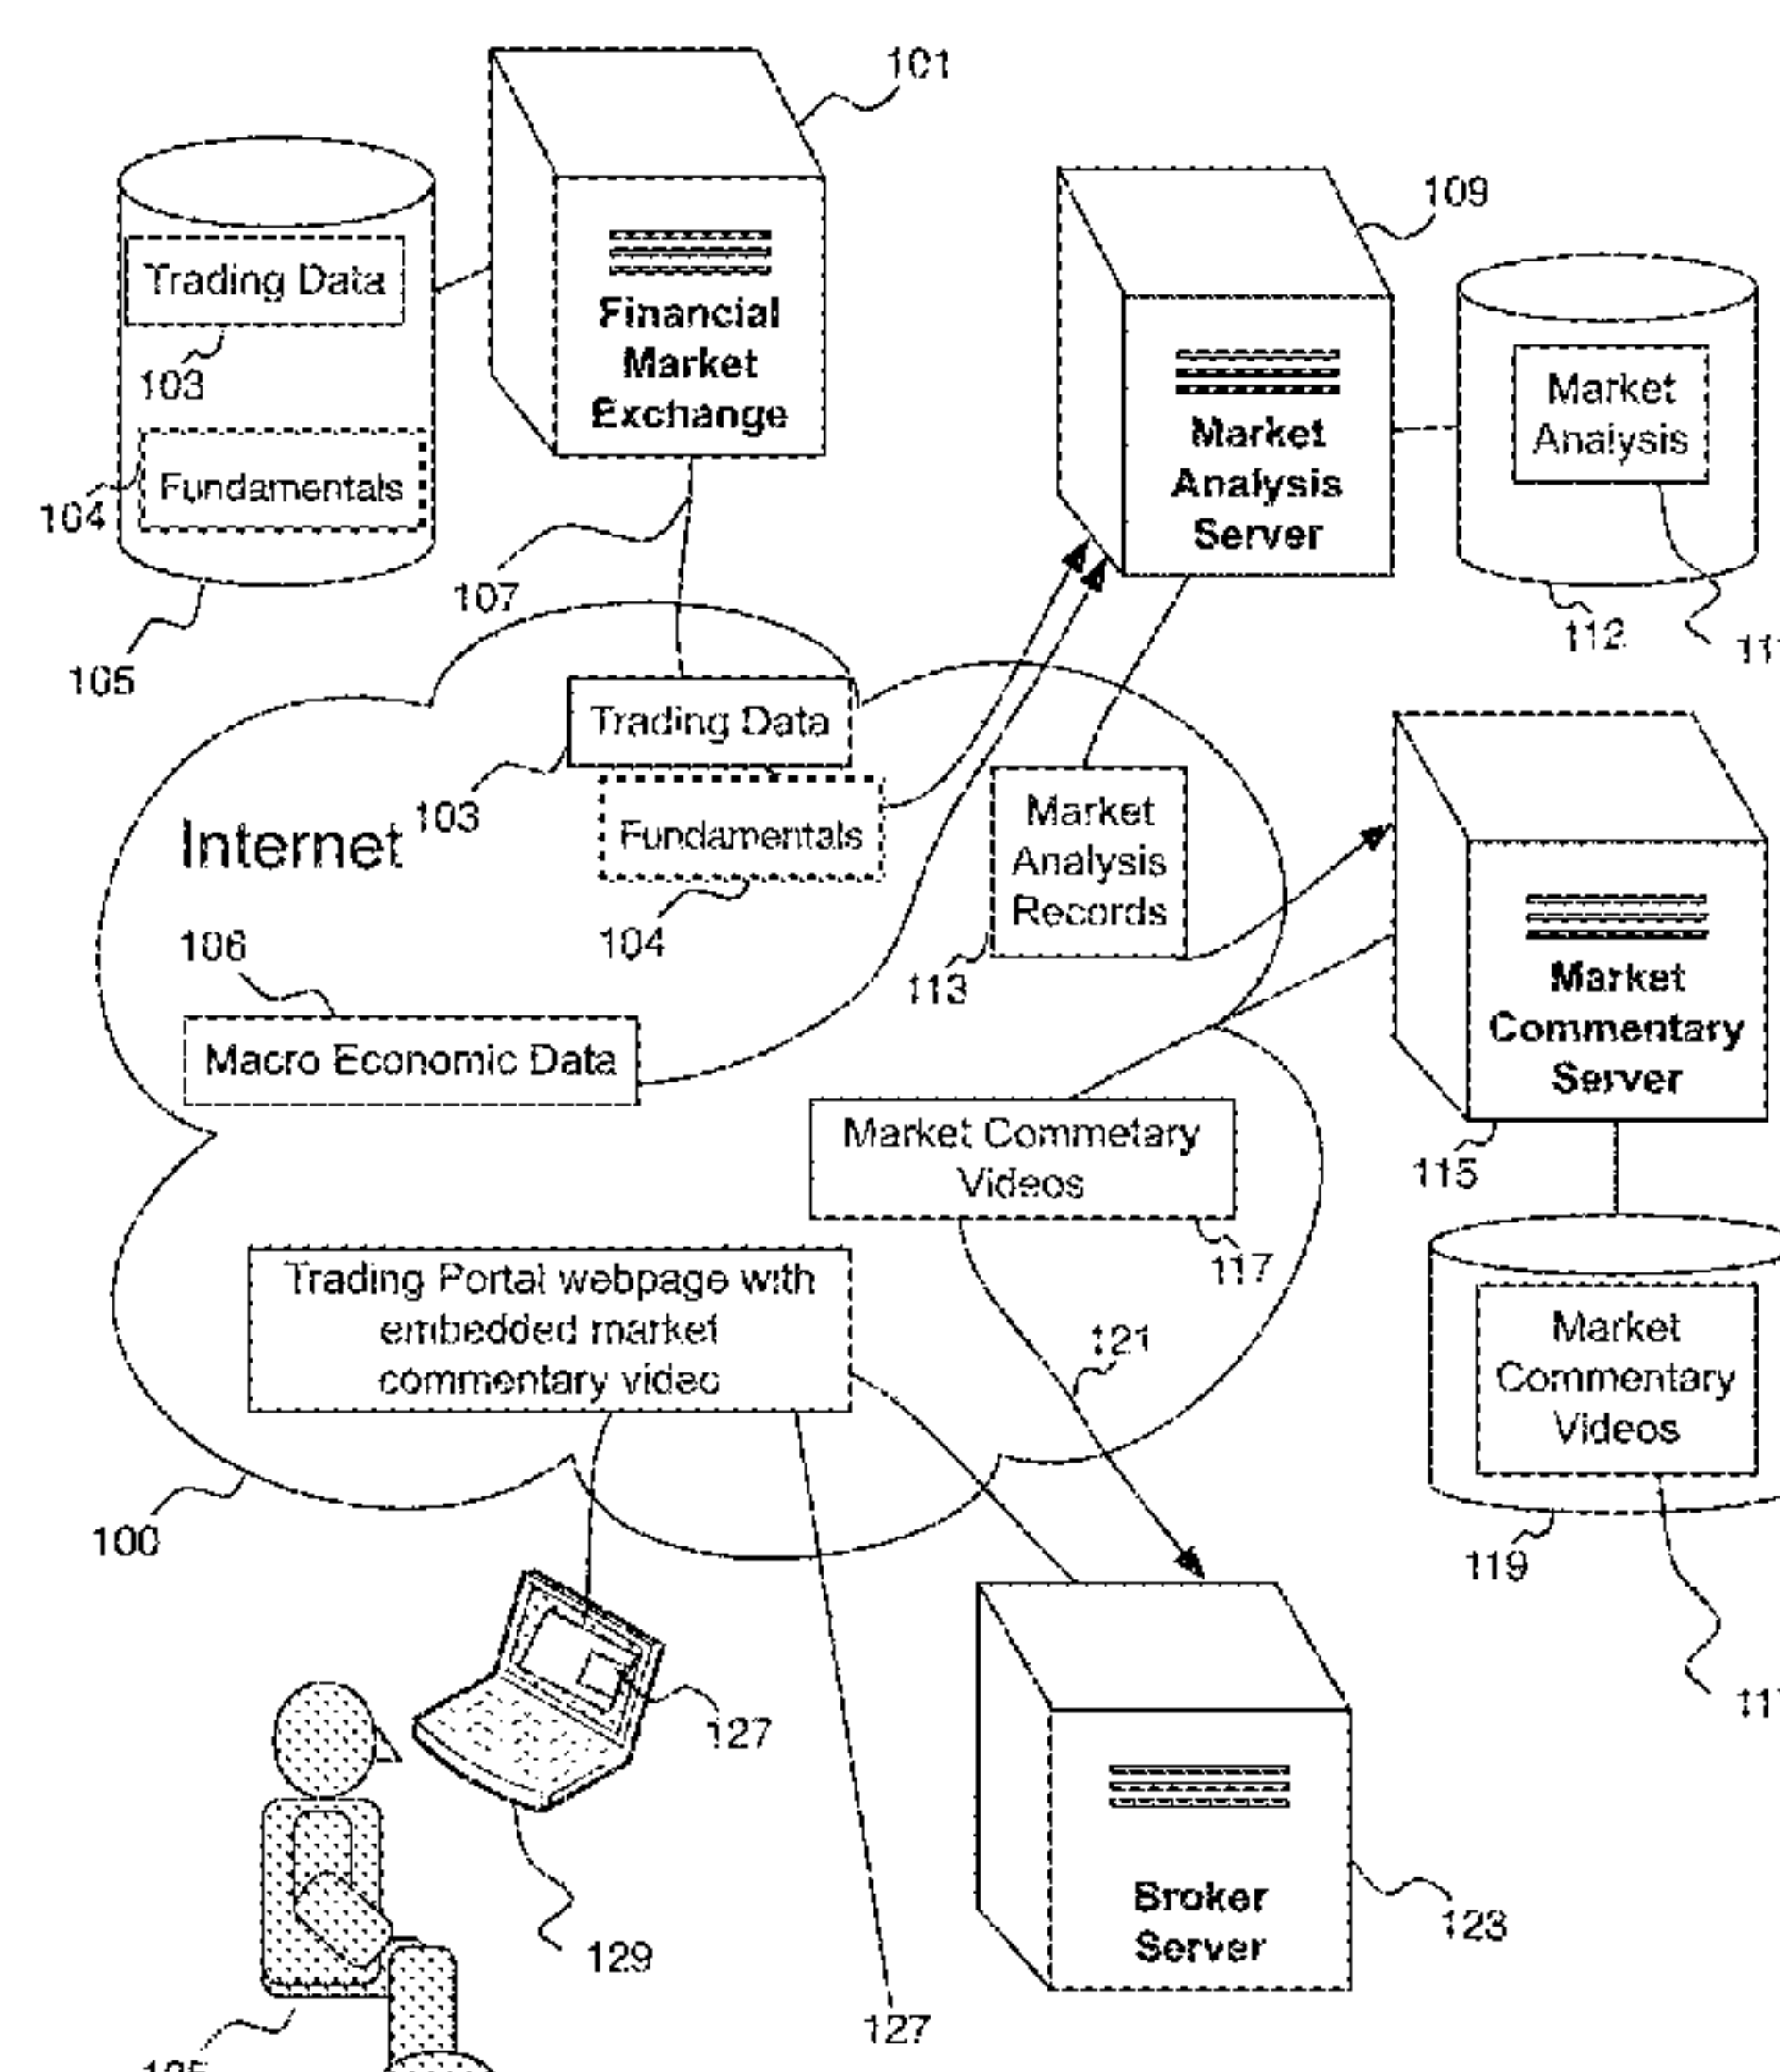 101
109
Trading Data
103
Fundamentals
104
105
Financial
Market
Exchange
107
Market
Analysis
Server
Market
Analysis
112
Trading Data
103
Fundamentals
104
Internet
106
Macro Economic Data
Market
Analysis
Records
113
Market
Commentary
Server
115
Market Commetary
Videos
117
Trading Portal webpage with
embedded market
commentary video
121
Market
Commentary
Videos
119
100
127
Broker
Server
123
129
127